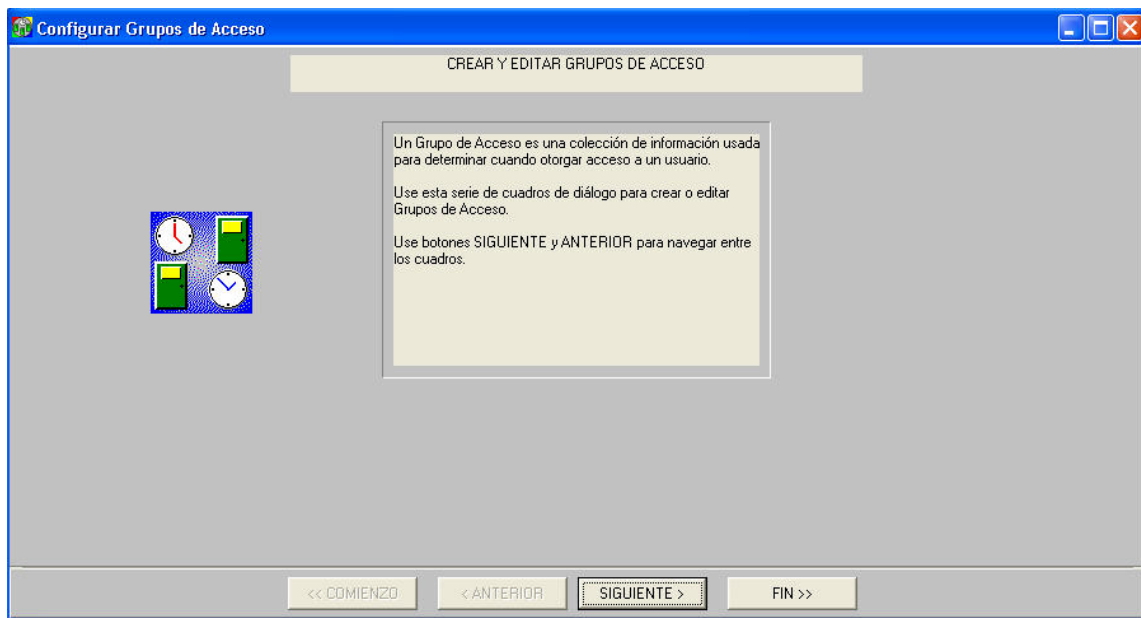 Configurar Grupos de Acceso
CREAR Y EDITAR GRUPOS DE ACCESO
Un Grupo de Acceso es una colección de información usada
para determinar cuando otorgar acceso a un usuario.
Use esta serie de cuadros de diálogo para crear o editar
Grupos de Acceso.
Use botones SIGUIENTE y ANTERIOR para navegar entre
los cuadros.
<< COMIENZO
< ANTERIOR
SIGUIENTE >
FIN >>